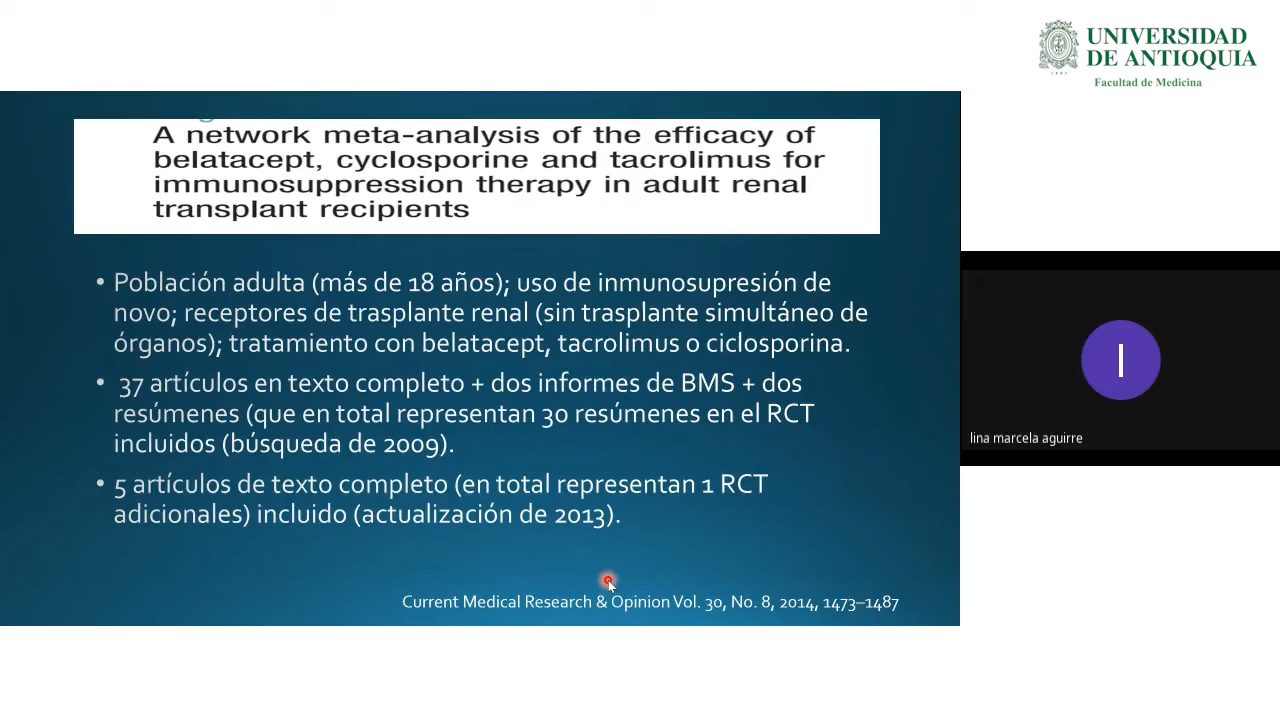 UNIVERSIDAD
DE ANTIOQUIA
Facultad de Medicina
A network meta-analysis of the efficacy of
belatacept, cyclosporine and tacrolimus for
immunosuppression therapy in adult renal
transplant recipients
• Población adulta (más de 18 años); uso de inmunosupresión de
novo; receptores de trasplante renal (sin trasplante simultáneo de
órganos); tratamiento con belatacept, tacrolimus o ciclosporina.
• 37 artículos en texto completo + dos informes de BMS + dos
resúmenes (que en total representan 30 resúmenes en el RCT
incluidos (búsqueda de 2009).
• 5 artículos de texto completo (en total representan 1 RCT
adicionales) incluido (actualización de 2013).
Current Medical Research & Opinion Vol. 30, No. 8, 2014, 1473–1487
l
lina marcela aguirre